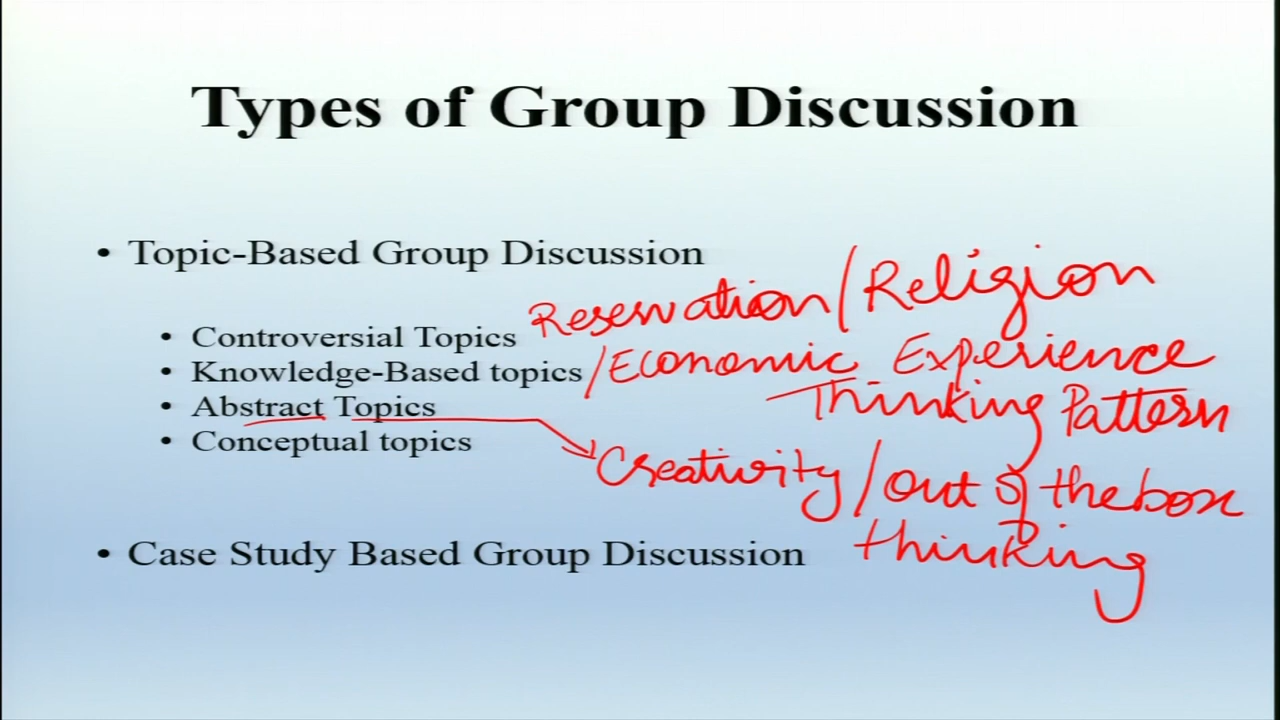 Types of Group Discussion
• Topic-Based Group Discussion
Reservation/Religion
• Controversial Topics
• Knowledge-Based topics /Economic Experience
Thinking Pattern
• Abstract Topics
• Conceptual topics
Creativity/out of the box
thinking
• Case Study Based Group Discussion